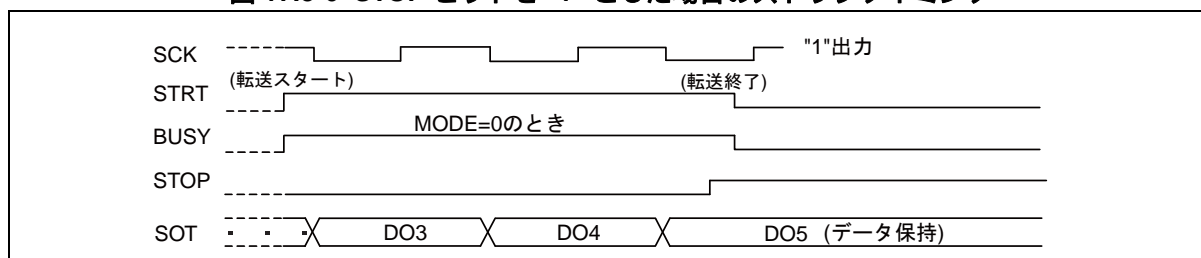 SCK "1"出力
(転送スタート) (転送終了)
STRT
MODE=0のとき
BUSY
STOP
SOT DO3 DO4 DO5 (データ保持)